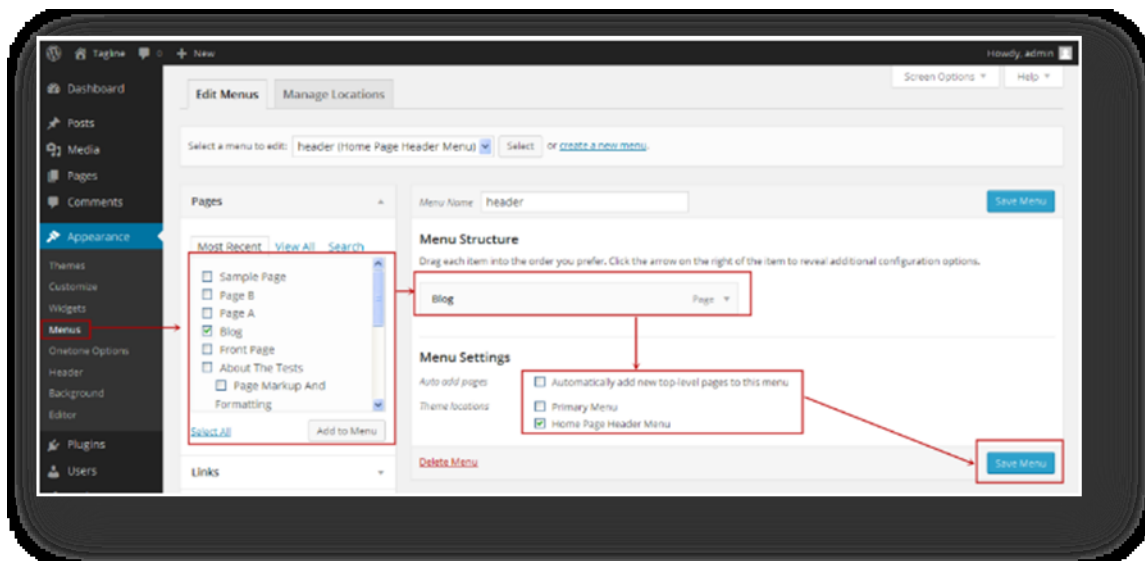 Tagline 0 + New Howdy, admin
Screen Options Help
Dashboard
Posts
Media
Pages
Comments
Appearance
Themes
Customize
Widgets
Menus
Onetone Options
Header
Background
Editor
Plugins
Users
Edit Menus Manage Locations
Select a menu to edit: header (Home Page Header Menu) Select or create a new menu.
Pages
Most Recent View All Search
Sample Page
Page B
Page A
Blog
Front Page
About The Tests
Page Markup And
Formatting
Select All Add to Menu
Links
Menu Name header Save Menu
Menu Structure
Drag each item into the order you prefer. Click the arrow on the right of the item to reveal additional configuration options.
Blog Page
Menu Settings
Auto add pages Automatically add new top-level pages to this menu
Theme locations Primary Menu
Home Page Header Menu
Delete Menu Save Menu